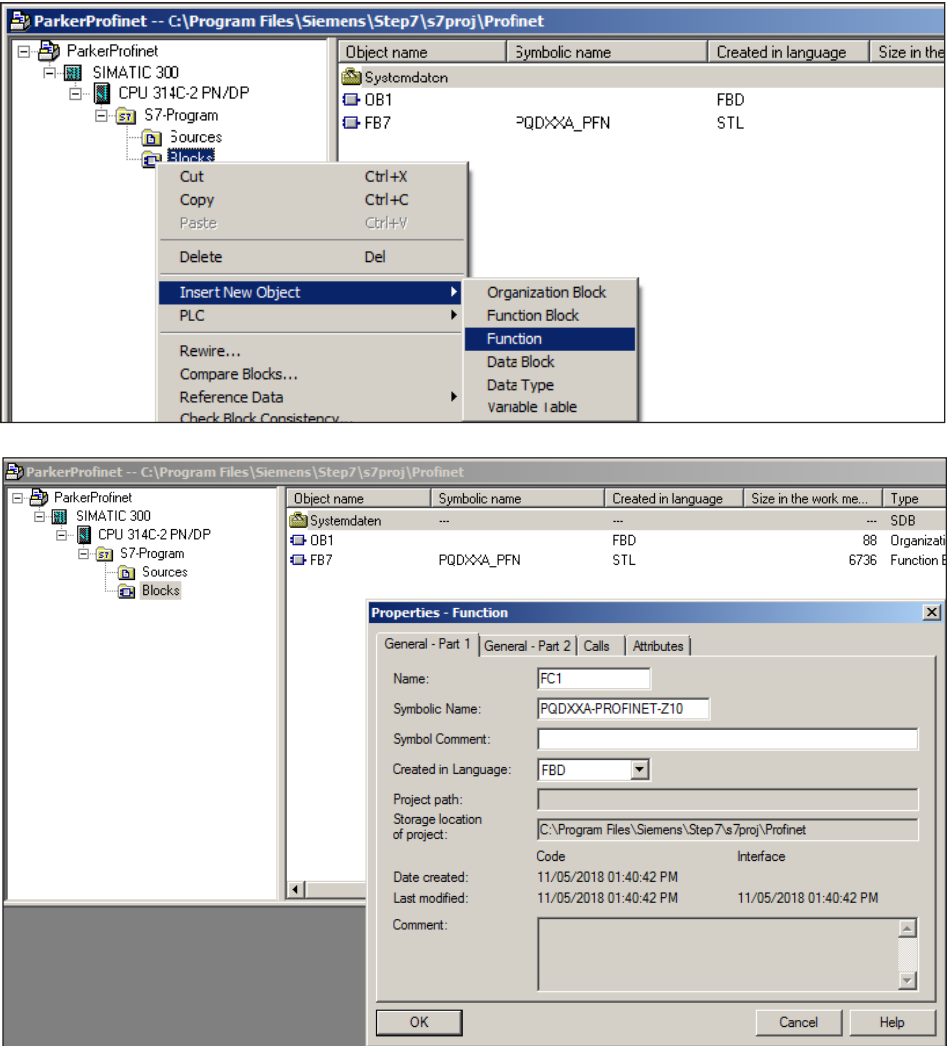 ParkerProfinet -- C:\Program Files\Siemens\Step7\s7proj\Profinet
ParkerProfinet
SIMATIC 300
CPU 314C-2 PN/DP
S7-Program
Sources
Blocks
Object name Symbolic name Created in language Size in the
Systemdaten
OB1 FBD
FB7 PQDXXA_PFN STL
Cut Ctrl+X
Copy Ctrl+C
Paste Ctrl+V
Delete Del
Insert New Object
PLC
Rewire...
Compare Blocks...
Reference Data
Check Block Consistency...
Organization Block
Function Block
Function
Data Block
Data Type
Variable Table
ParkerProfinet -- C:\Program Files\Siemens\Step7\s7proj\Profinet
ParkerProfinet
SIMATIC 300
CPU 314C-2 PN/DP
S7-Program
Sources
Blocks
Object name Symbolic name Created in language Size in the work me... Type
Systemdaten --- --- --- SDB
OB1 FBD 88 Organizati
FB7 PQDXXA_PFN STL 6736 Function B
Properties - Function
General - Part 1 General - Part 2 Calls Attributes
Name: FC1
Symbolic Name: PQDXXA-PROFINET-Z10
Symbol Comment:
Created in Language: FBD
Project path:
Storage location
of project: C:\Program Files\Siemens\Step7\s7proj\Profinet
Code Interface
Date created: 11/05/2018 01:40:42 PM
Last modified: 11/05/2018 01:40:42 PM 11/05/2018 01:40:42 PM
Comment:
OK Cancel Help